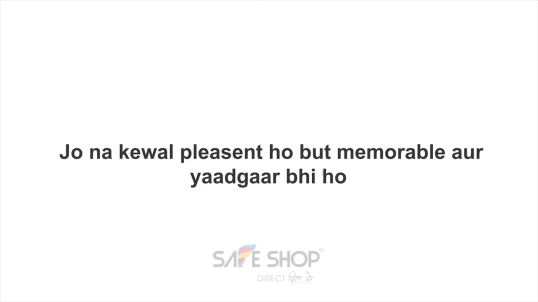 Jo na kewal pleasent ho but memorable aur
yaadgaar bhi ho
SAFE SHOP®
DIRECT दिल से